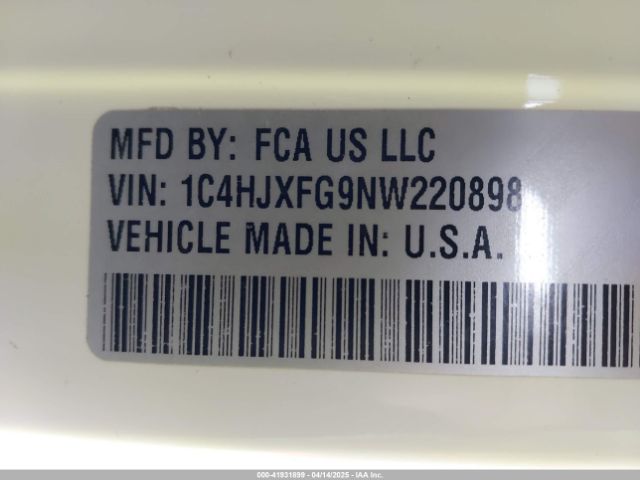 MFD BY: FCA US LLC
VIN: 1C4HJXFG9NW220898
VEHICLE MADE IN: U.S.A.
000-41931899 - 04/14/2025 - IAA Inc.